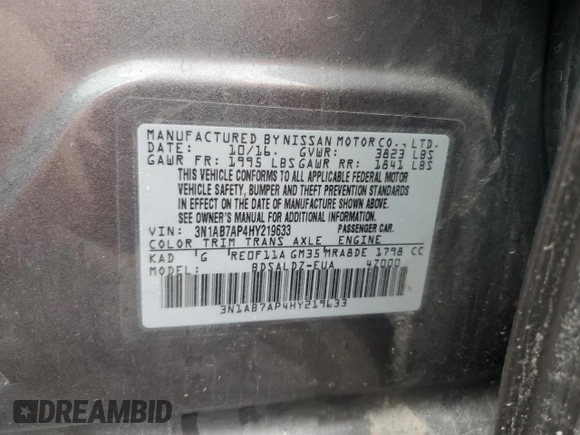 MANUFACTURED BY NISSAN MOTOR CO., LTD.
DATE: 10/16. GVWR: 3823 LBS
GAWR FR: 1995 LBS GAWR RR: 1841 LBS
THIS VEHICLE CONFORMS TO ALL APPLICABLE FEDERAL MOTOR
VEHICLE SAFETY, BUMPER AND THEFT PREVENTION STANDARDS
IN EFFECT ON THE DATE OF MANUFACTURE SHOWN ABOVE.
SEE OWNER'S MANUAL FOR ADDITIONAL INFORMATION.
VIN: 3N1AB7AP4HY219633 PASSENGER CAR.
COLOR TRIM TRANS AXLE ENGINE
KAD 'G RE0F11A GM35 MRA8DE 1798 CC
MODEL: BDSALDZ-EUA 47000
3N1AB7AP4HY219633
DREAMBID